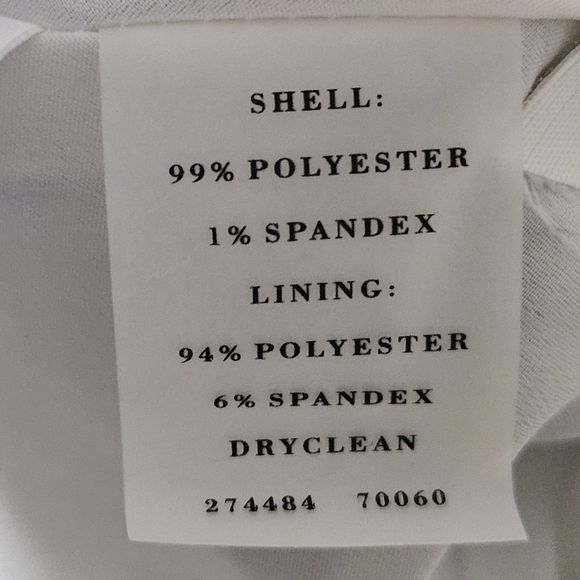 SHELL:
99% POLYESTER
1% SPANDEX
LINING:
94% POLYESTER
6% SPANDEX
DRYCLEAN
274484 70060